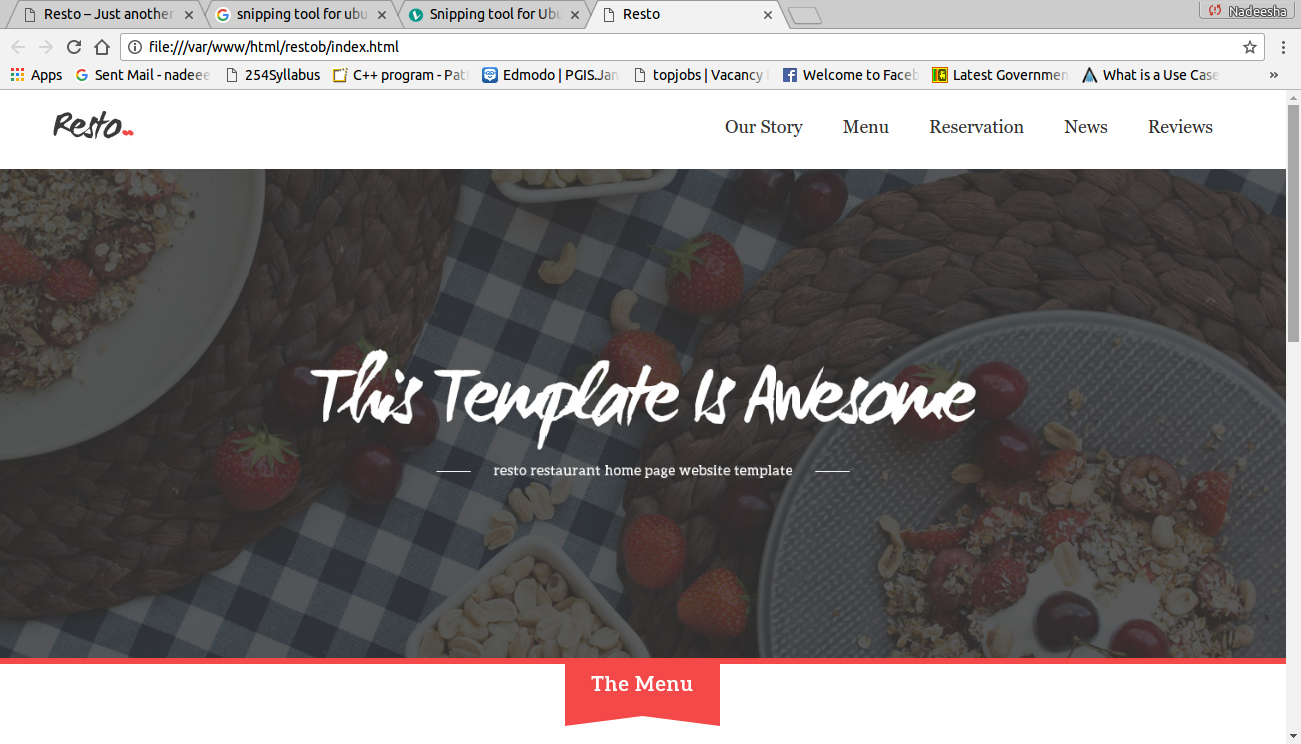 Resto – Just another
snipping tool for ubu
Snipping tool for Ubu
Resto
Nadeesha
file:///var/www/html/restob/index.html
Apps
Sent Mail - nadeee
254Syllabus
C++ program - Pat
Edmodo | PGIS.Jan
topjobs | Vacancy
Welcome to Faceb
Latest Governmen
What is a Use Case
»
Resto
Our Story
Menu
Reservation
News
Reviews
This Template Is Awesome
resto restaurant home page website template
The Menu